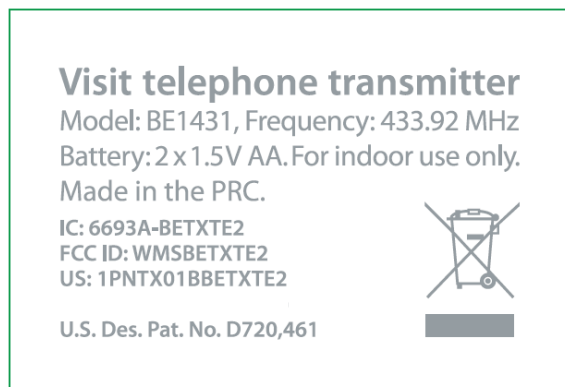 Visit telephone transmitter
Model: BE1431, Frequency: 433.92 MHz
Battery: 2 x 1.5V AA. For indoor use only.
Made in the PRC.
IC: 6693A-BETXTE2
FCC ID: WMSBETXTE2
US: 1PNTX01BBETXTE2
U.S. Des. Pat. No. D720,461